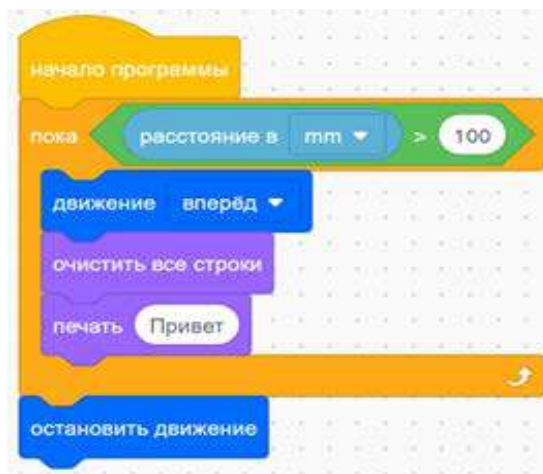 начало программы
пока расстояние в mm > 100
движение вперёд
очистить все строки
печать Привет
остановить движение